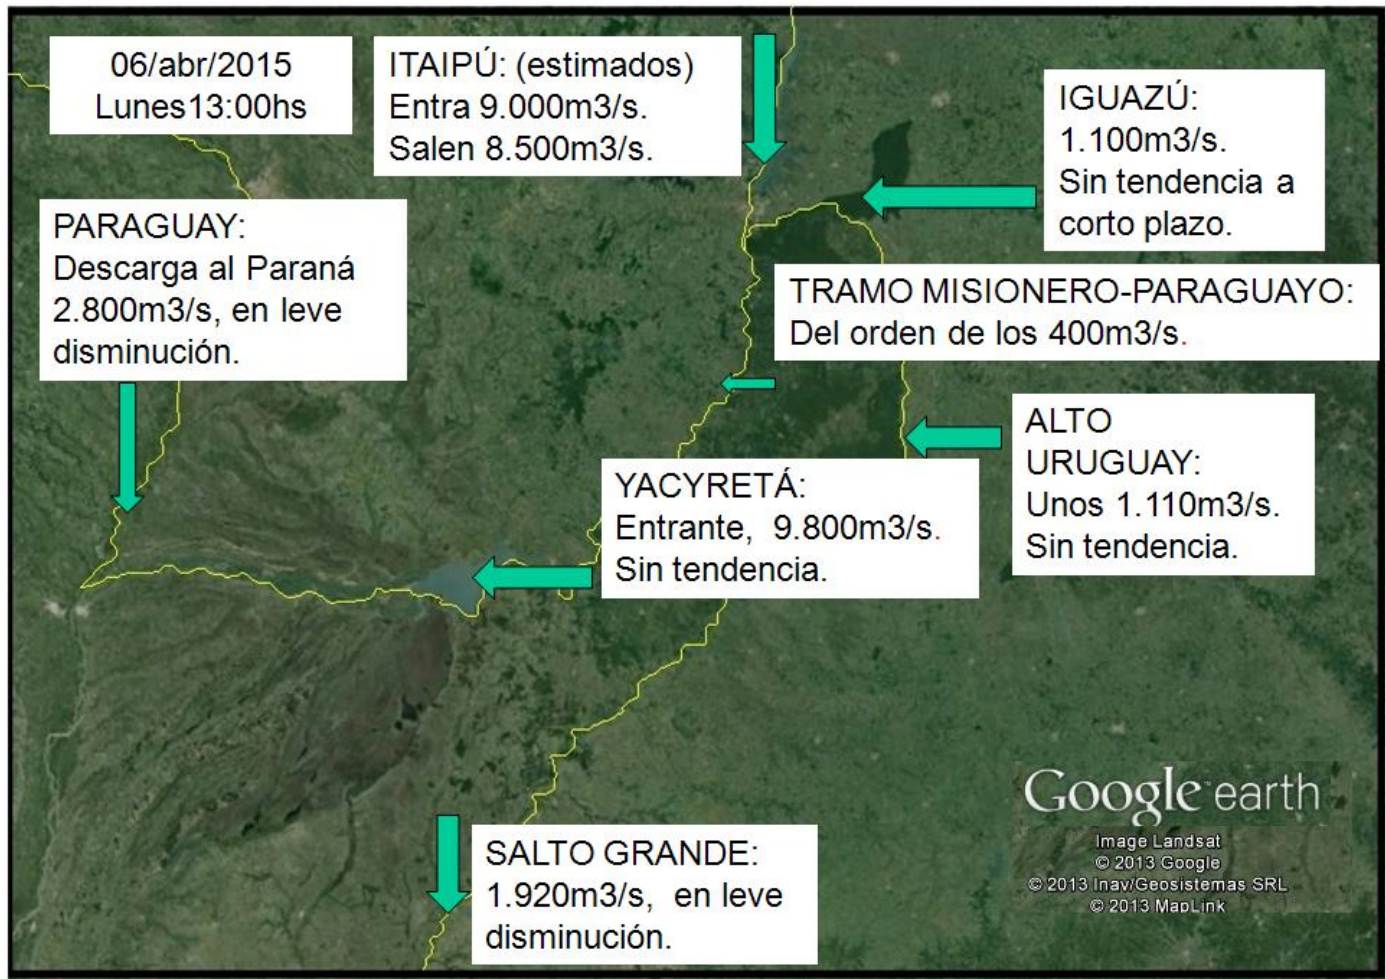 06/abr/2015
Lunes13:00hs
ITAIPÚ: (estimados)
Entra 9.000m3/s.
Salen 8.500m3/s.
IGUAZÚ:
1.100m3/s.
Sin tendencia a
corto plazo.
PARAGUAY:
Descarga al Paraná
2.800m3/s, en leve
disminución.
TRAMO MISIONERO-PARAGUAYO:
Del orden de los 400m3/s.
ALTO
URUGUAY:
Unos 1.110m3/s.
Sin tendencia.
YACYRETÁ:
Entrante,  9.800m3/s.
Sin tendencia.
SALTO GRANDE:
1.920m3/s,  en leve
disminución.
Google earth
Image Landsat
© 2013 Google
© 2013 Inav/Geosistemas SRL
© 2013 MapLink